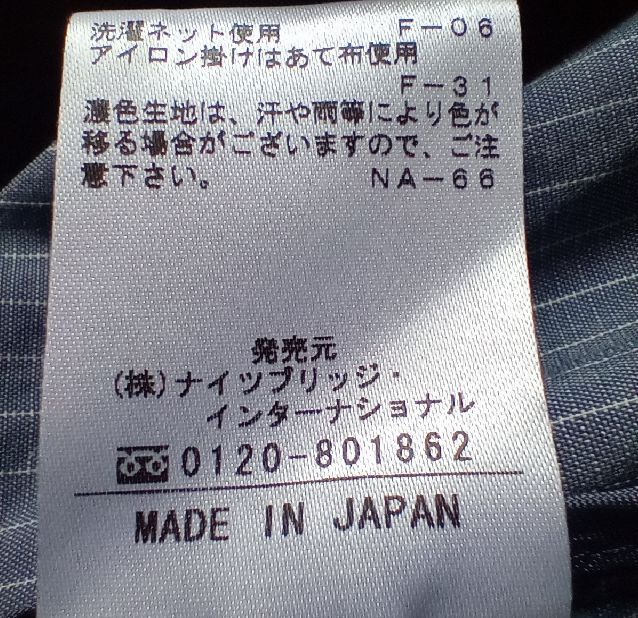 洗濯ネット使用 F-06
アイロン掛けはあて布使用
F-31
濃色生地は、汗や雨等により色が
移る場合がございますので、ご注
意下さい。 NA-66
発売元
(株)ナイツブリッジ・
インターナショナル
0120-801862
MADE IN JAPAN